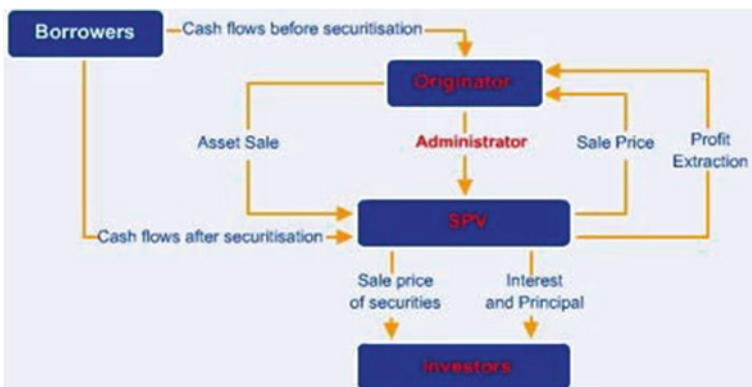 Borrowers
Cash flows before securitisation
Originator
Asset Sale
Administrator
Sale Price
Profit
Extraction
SPV
Cash flows after securitisation
Sale price
of securities
Interest
and Principal
investors